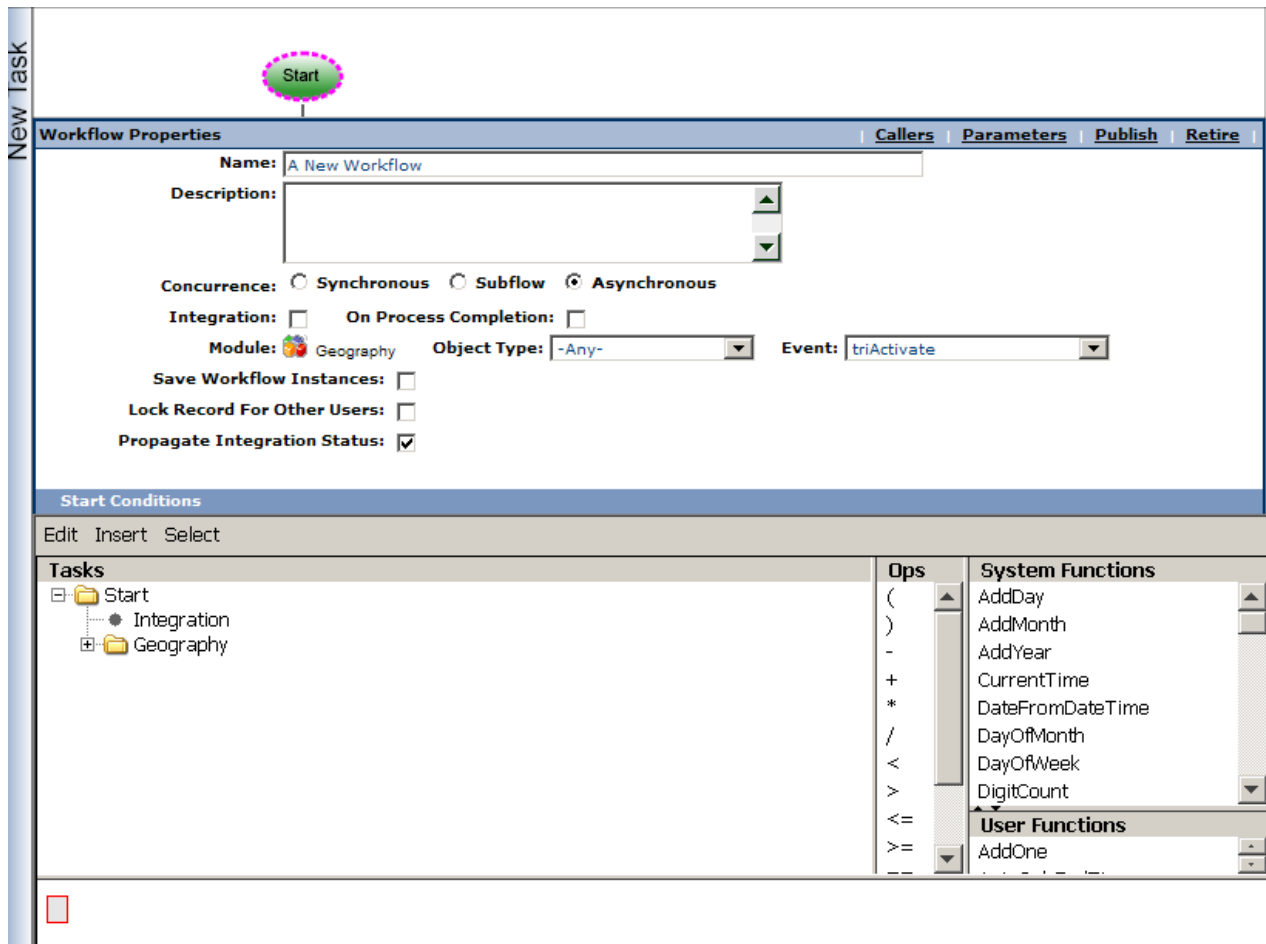 New Task
Start
Workflow Properties | Callers | Parameters | Publish | Retire |
Name: A New Workflow
Description:
Concurrence: Synchronous Subflow Asynchronous
Integration: On Process Completion:
Module: Geography Object Type: -Any- Event: triActivate
Save Workflow Instances:
Lock Record For Other Users:
Propagate Integration Status:
Start Conditions
Edit Insert Select
Tasks
Start
Integration
Geography
Ops
(
)
-
+
*
/
<
>
<=
>=
System Functions
AddDay
AddMonth
AddYear
CurrentTime
DateFromDateTime
DayOfMonth
DayOfWeek
DigitCount
User Functions
AddOne